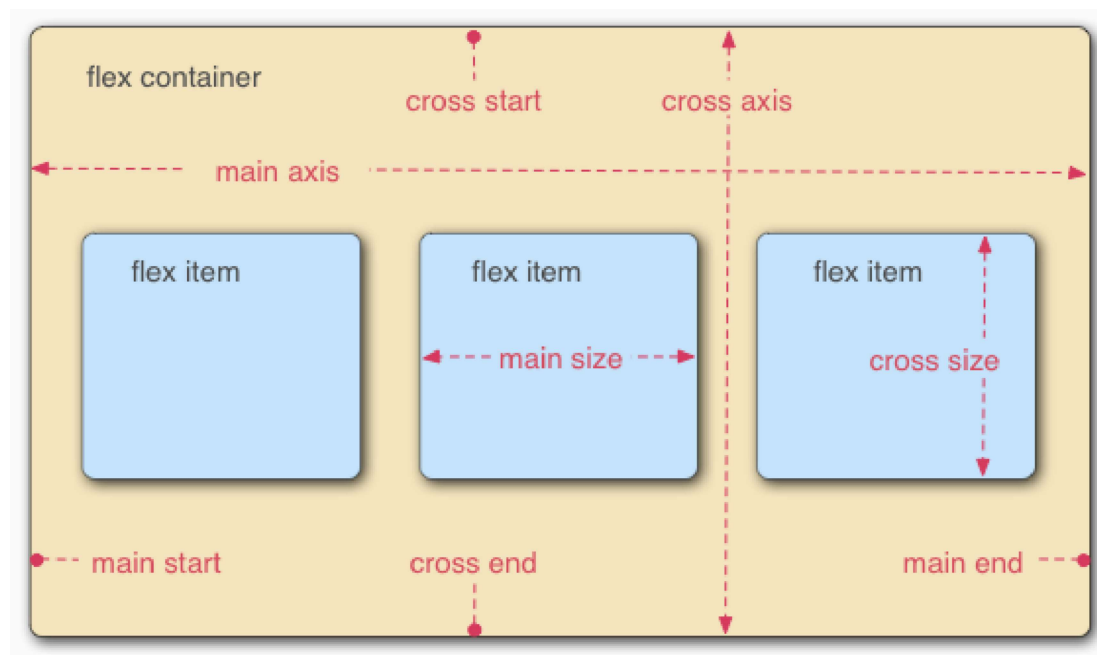 flex container
cross start
cross axis
main axis
flex item
flex item
flex item
main size
cross size
main start
cross end
main end